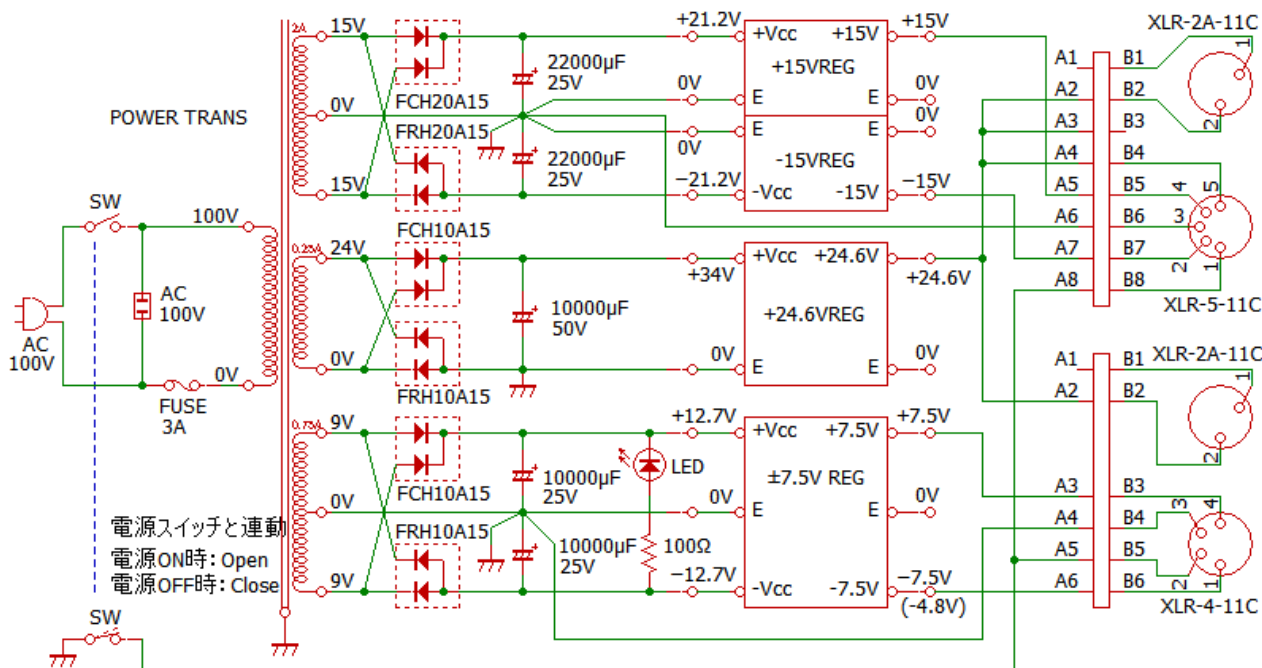 POWER TRANS
SW
100V
AC
100V
AC
100V
0V
FUSE
3A
電源スイッチと連動
電源ON時：Open
電源OFF時：Close
SW
2A
15V
0V
15V
FCH20A15
FRH20A15
22000μF
25V
22000μF
25V
+21.2V
0V
0V
−21.2V
+Vcc
+15V
+15VREG
E
E
E
E
-15VREG
-Vcc
-15V
+15V
0V
0V
−15V
0.25A
24V
0V
FCH10A15
FRH10A15
10000μF
50V
+34V
0V
+Vcc
+24.6V
+24.6VREG
E
E
+24.6V
0V
0.75A
9V
0V
9V
FCH10A15
FRH10A15
10000μF
25V
10000μF
25V
LED
100Ω
+12.7V
0V
−12.7V
+Vcc
+7.5V
±7.5V REG
E
E
-Vcc
-7.5V
+7.5V
0V
−7.5V
(-4.8V)
A1
B1
A2
B2
A3
B3
A4
B4
A5
B5
A6
B6
A7
B7
A8
B8
XLR-2A-11C
1
2
4
5
3
2
1
XLR-5-11C
A1
B1
A2
B2
A3
B3
A4
B4
A5
B5
A6
B6
XLR-2A-11C
1
2
3
4
2
1
XLR-4-11C